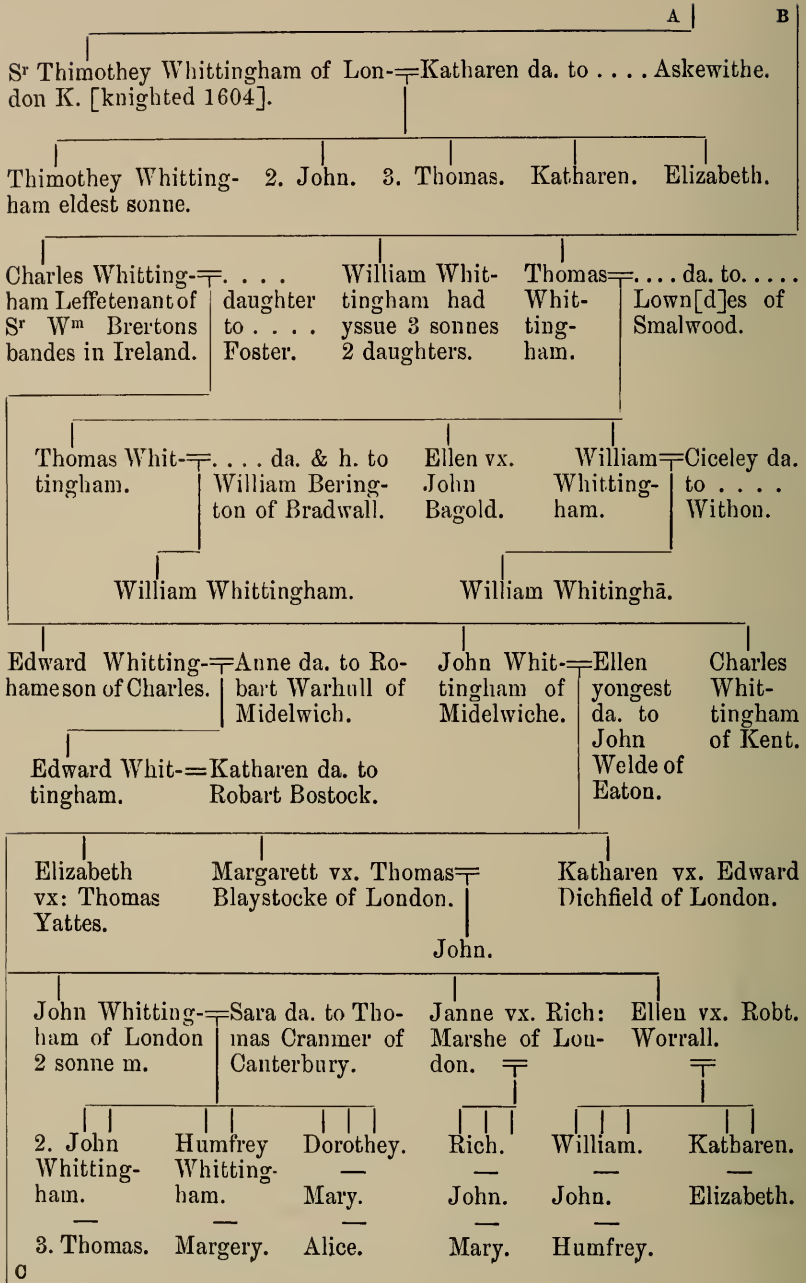 A B
Sr Thimothey Whittingham of Lon-=Katharen da. to . . . . Askewithe.
don K. [knighted 1604].
Thimothey Whitting- 2. John. 3. Thomas. Katharen. Elizabeth.
ham eldest sonne.
Charles Whitting-=. . . .
ham Leffetenant of daughter
Sr Wm Brertons to . . . .
bandes in Ireland. Foster.
William Whit-
tingham had
yssue 3 sonnes
2 daughters.
Thomas=. . . . da. to . . . . .
Whit- Lown[d]es of
ting- Smalwood.
ham.
Thomas Whit-=. . . . da. & h. to
tingham. William Bering-
ton of Bradwall.
Ellen vx.
John
Bagold.
William=Ciceley da.
Whitting- to . . . .
ham. Withon.
William Whittingham. William Whitinghā.
Edward Whitting-=Anne da. to Ro-
hame son of Charles. bart Warhull of
Midelwich.
John Whit-=Ellen
tingham of yongest
Midelwiche. da. to
John
Welde of
Eaton.
Charles
Whit-
tingham
of Kent.
Edward Whit-=Katharen da. to
tingham. Robart Bostock.
Elizabeth
vx: Thomas
Yattes.
Margarett vx. Thomas=
Blaystocke of London.
John.
Katharen vx. Edward
Dichfield of London.
John Whitting-=Sara da. to Tho-
ham of London mas Cranmer of
2 sonne m. Canterbury.
Janne vx. Rich:
Marshe of Lon-
don. =
Ellen vx. Robt.
Worrall.
=
2. John
Whitting-
ham.
—
3. Thomas.
Humfrey
Whitting-
ham.
—
Margery.
Dorothey.
—
Mary.
—
Alice.
Rich.
—
John.
—
Mary.
William.
—
John.
—
Humfrey.
Katharen.
—
Elizabeth.
C